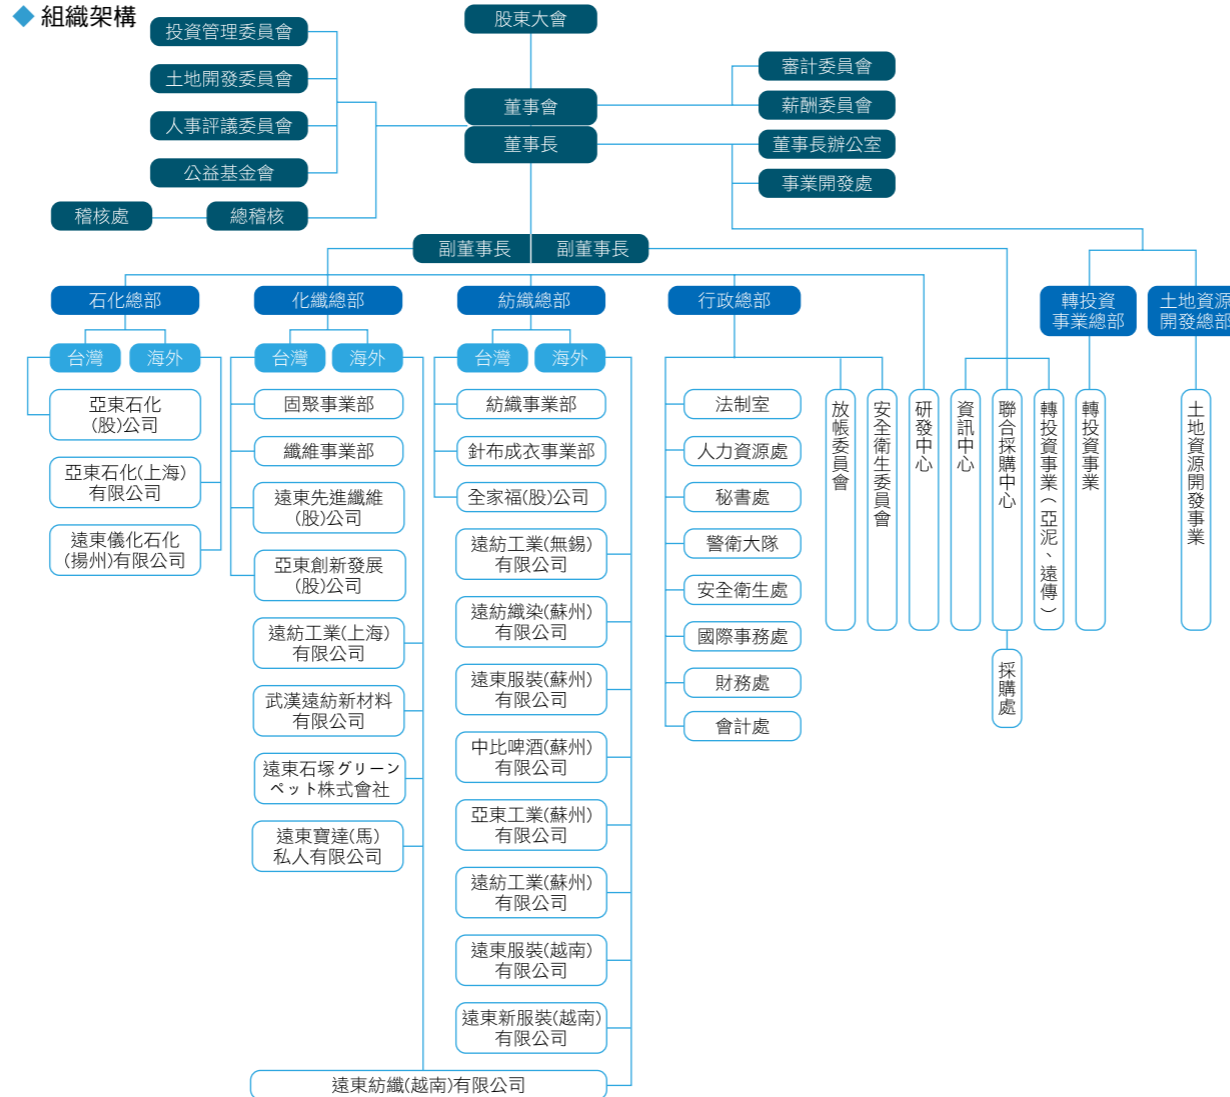 ◆ 組織架構
股東大會
投資管理委員會
土地開發委員會
人事評議委員會
公益基金會
稽核處
總稽核
董事會
董事長
審計委員會
薪酬委員會
董事長辦公室
事業開發處
副董事長
副董事長
石化總部
台灣
海外
亞東石化
(股)公司
亞東石化(上海)
有限公司
遠東儀化石化
(揚州)有限公司
化纖總部
台灣
海外
固聚事業部
纖維事業部
遠東先進纖維
(股)公司
亞東創新發展
(股)公司
遠紡工業(上海)
有限公司
武漢遠紡新材料
有限公司
遠東石塚グリーン
ペット株式會社
遠東寶達(馬)
私人有限公司
紡織總部
台灣
海外
紡織事業部
針布成衣事業部
全家福(股)公司
遠紡工業(無錫)
有限公司
遠紡織染(蘇州)
有限公司
遠東服裝(蘇州)
有限公司
中比啤酒(蘇州)
有限公司
亞東工業(蘇州)
有限公司
遠紡工業(蘇州)
有限公司
遠東服裝(越南)
有限公司
遠東新服裝(越南)
有限公司
遠東紡纖(越南)有限公司
行政總部
法制室
人力資源處
秘書處
警衛大隊
安全衛生處
國際事務處
財務處
會計處
放帳委員會
安全衛生委員會
研發中心
資訊中心
聯合採購中心
採購處
轉投資事業(亞泥、遠傳)
轉投資
事業總部
轉投資事業
土地資源
開發總部
土地資源開發事業